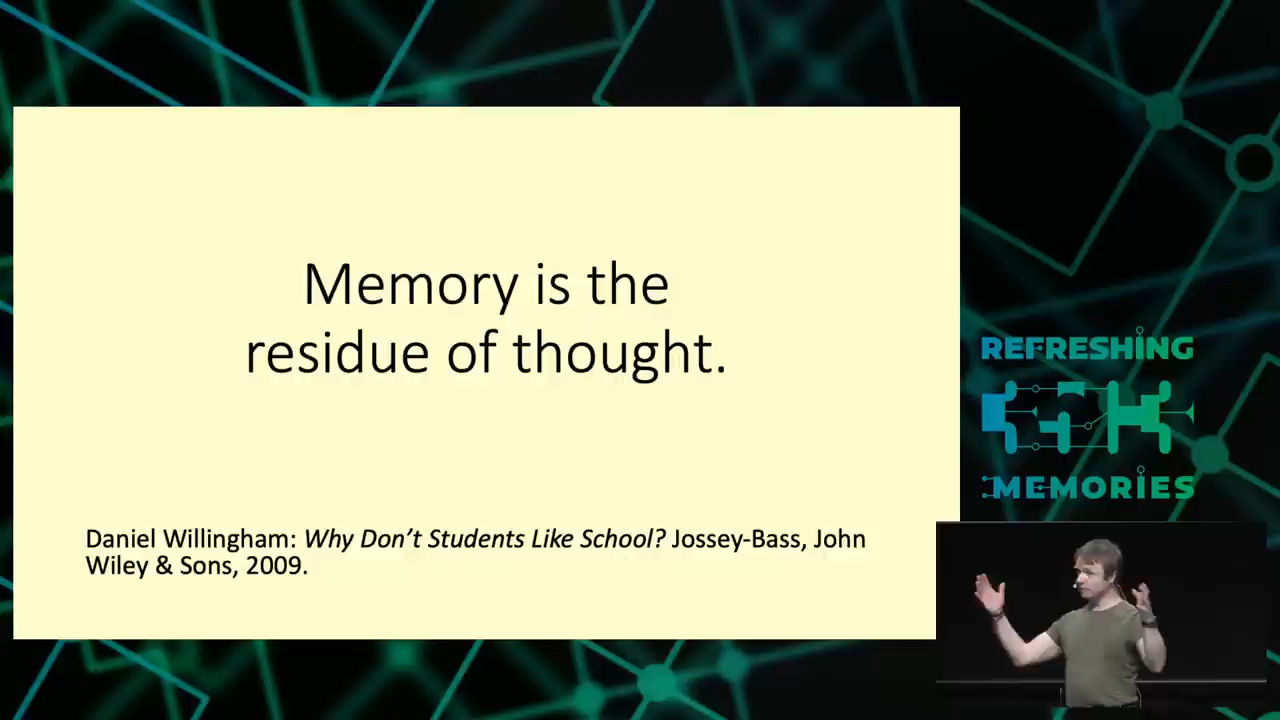 Memory is the
residue of thought.
Daniel Willingham: Why Don’t Students Like School? Jossey-Bass, John
Wiley & Sons, 2009.
REFRESHING
MEMORIES